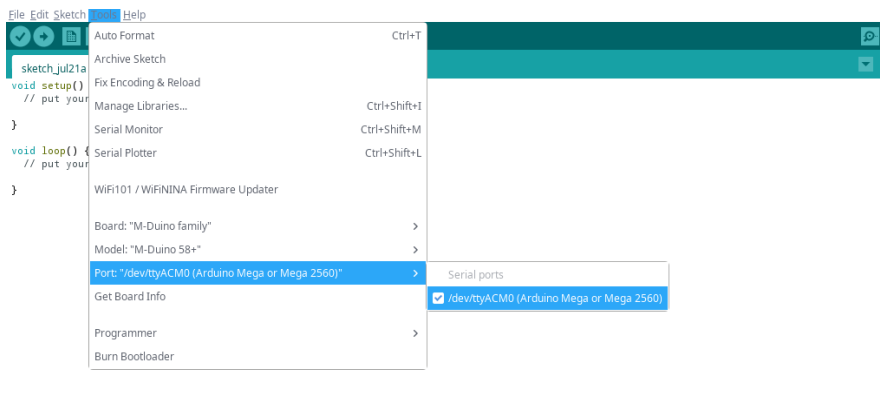 File Edit Sketch Tools Help
sketch_jul21a
void setup()
// put your
}
void loop() {
// put your
}
Auto Format Ctrl+T
Archive Sketch
Fix Encoding & Reload
Manage Libraries... Ctrl+Shift+I
Serial Monitor Ctrl+Shift+M
Serial Plotter Ctrl+Shift+L
WiFi101 / WiFiNINA Firmware Updater
Board: "M-Duino family"
Model: "M-Duino 58+"
Port: "/dev/ttyACM0 (Arduino Mega or Mega 2560)"
Get Board Info
Programmer
Burn Bootloader
Serial ports
/dev/ttyACM0 (Arduino Mega or Mega 2560)